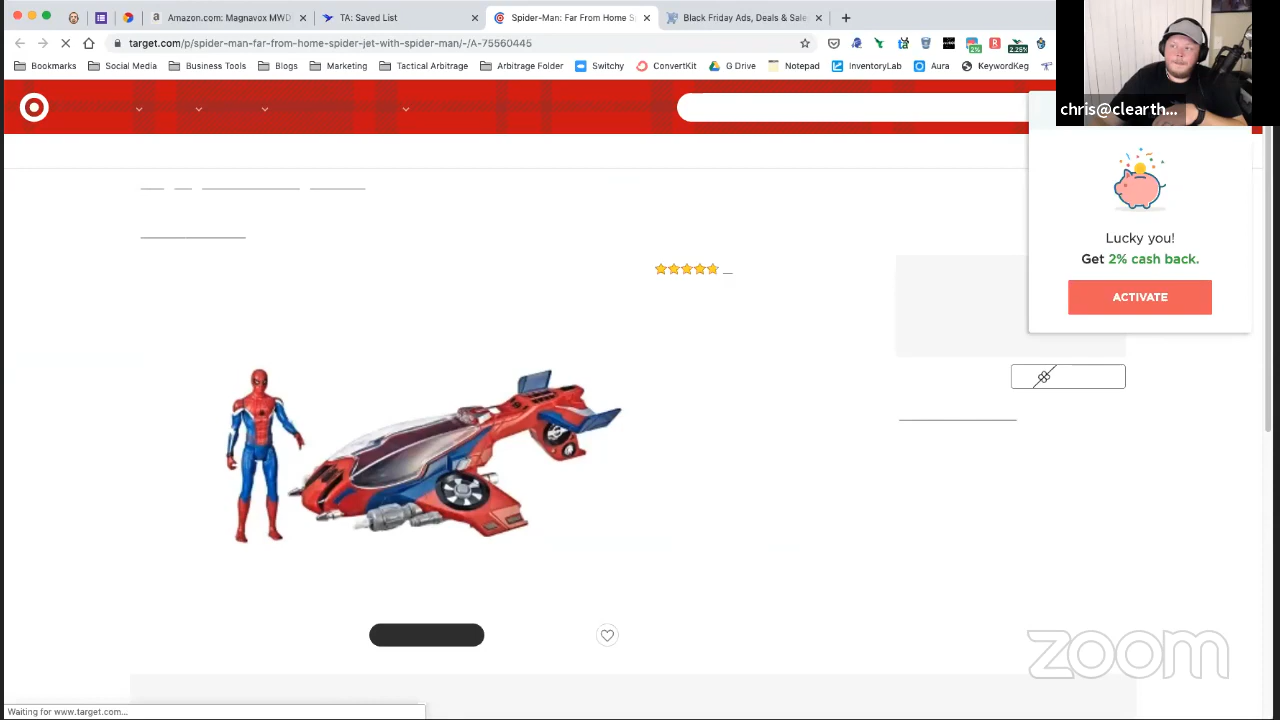 Amazon.com: Magnavox MWD
TA: Saved List
Spider-Man: Far From Home S
Black Friday Ads, Deals & Sale
target.com/p/spider-man-far-from-home-spider-jet-with-spider-man/-/A-75560445
2%
2.25%
Bookmarks
Social Media
Business Tools
Blogs
Marketing
Tactical Arbitrage
Arbitrage Folder
Switchy
ConvertKit
G Drive
Notepad
InventoryLab
Aura
KeywordKeg
chris@clearth...
Lucky you!
Get 2% cash back.
ACTIVATE
zoom
Waiting for www.target.com...